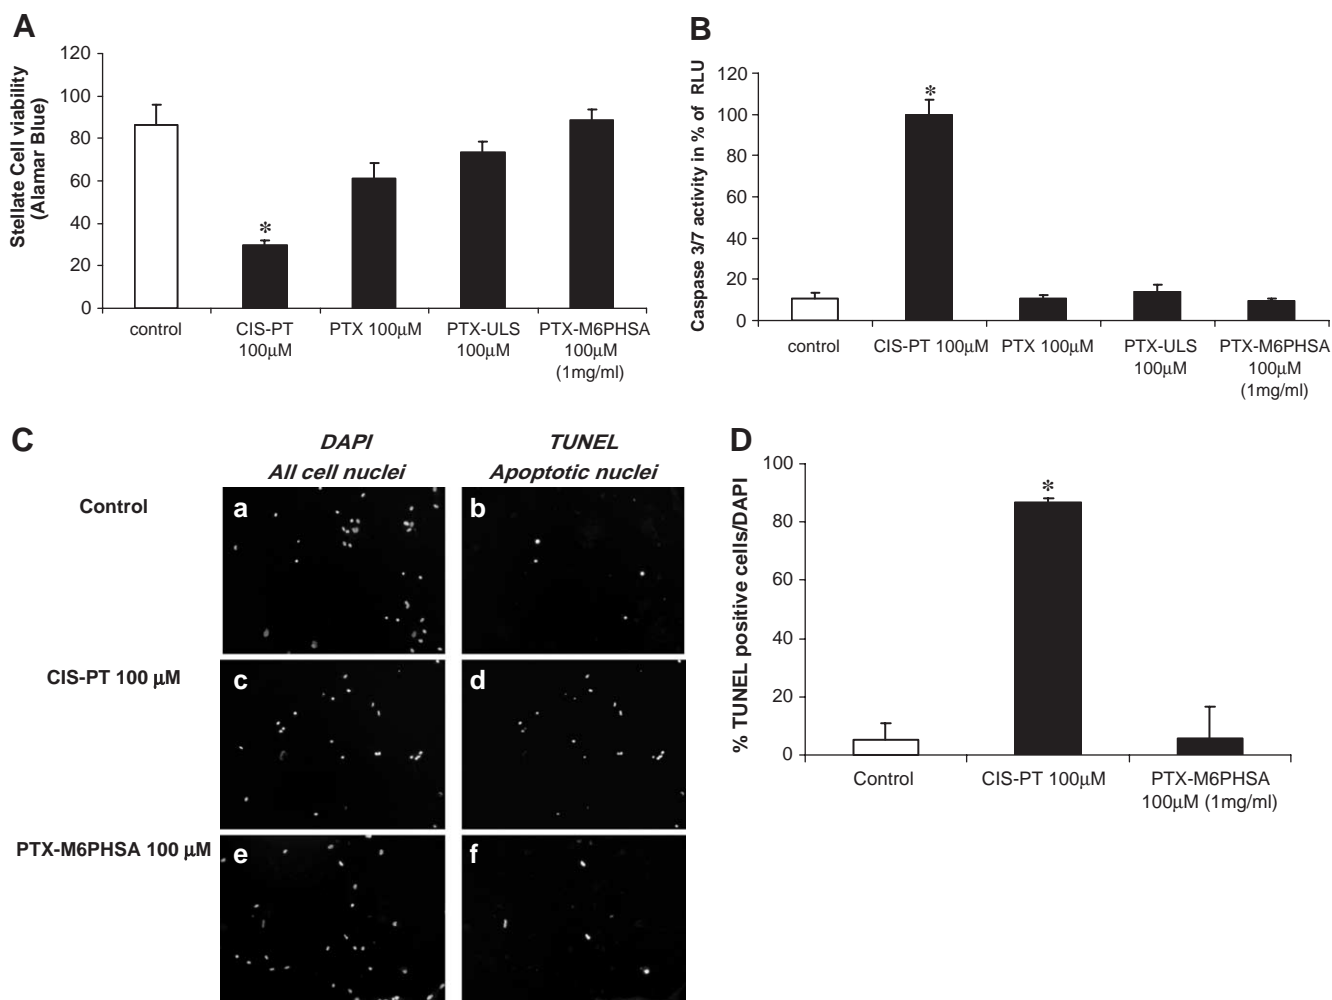 A
Stellate Cell viability
(Alamar Blue)
120
100
80
60
40
20
0
*
control
CIS-PT
100µM
PTX 100µM
PTX-ULS
100µM
PTX-M6PHSA
100µM
(1mg/ml)
B
Caspase 3/7 activity in % of RLU
120
100
80
60
40
20
0
*
control
CIS-PT 100µM
PTX 100µM
PTX-ULS
100µM
PTX-M6PHSA
100µM
(1mg/ml)
C
DAPI
All cell nuclei
TUNEL
Apoptotic nuclei
Control
a
b
CIS-PT 100 µM
c
d
PTX-M6PHSA 100 µM
e
f
D
% TUNEL positive cells/DAPI
100
80
60
40
20
0
*
Control
CIS-PT 100µM
PTX-M6PHSA
100µM (1mg/ml)